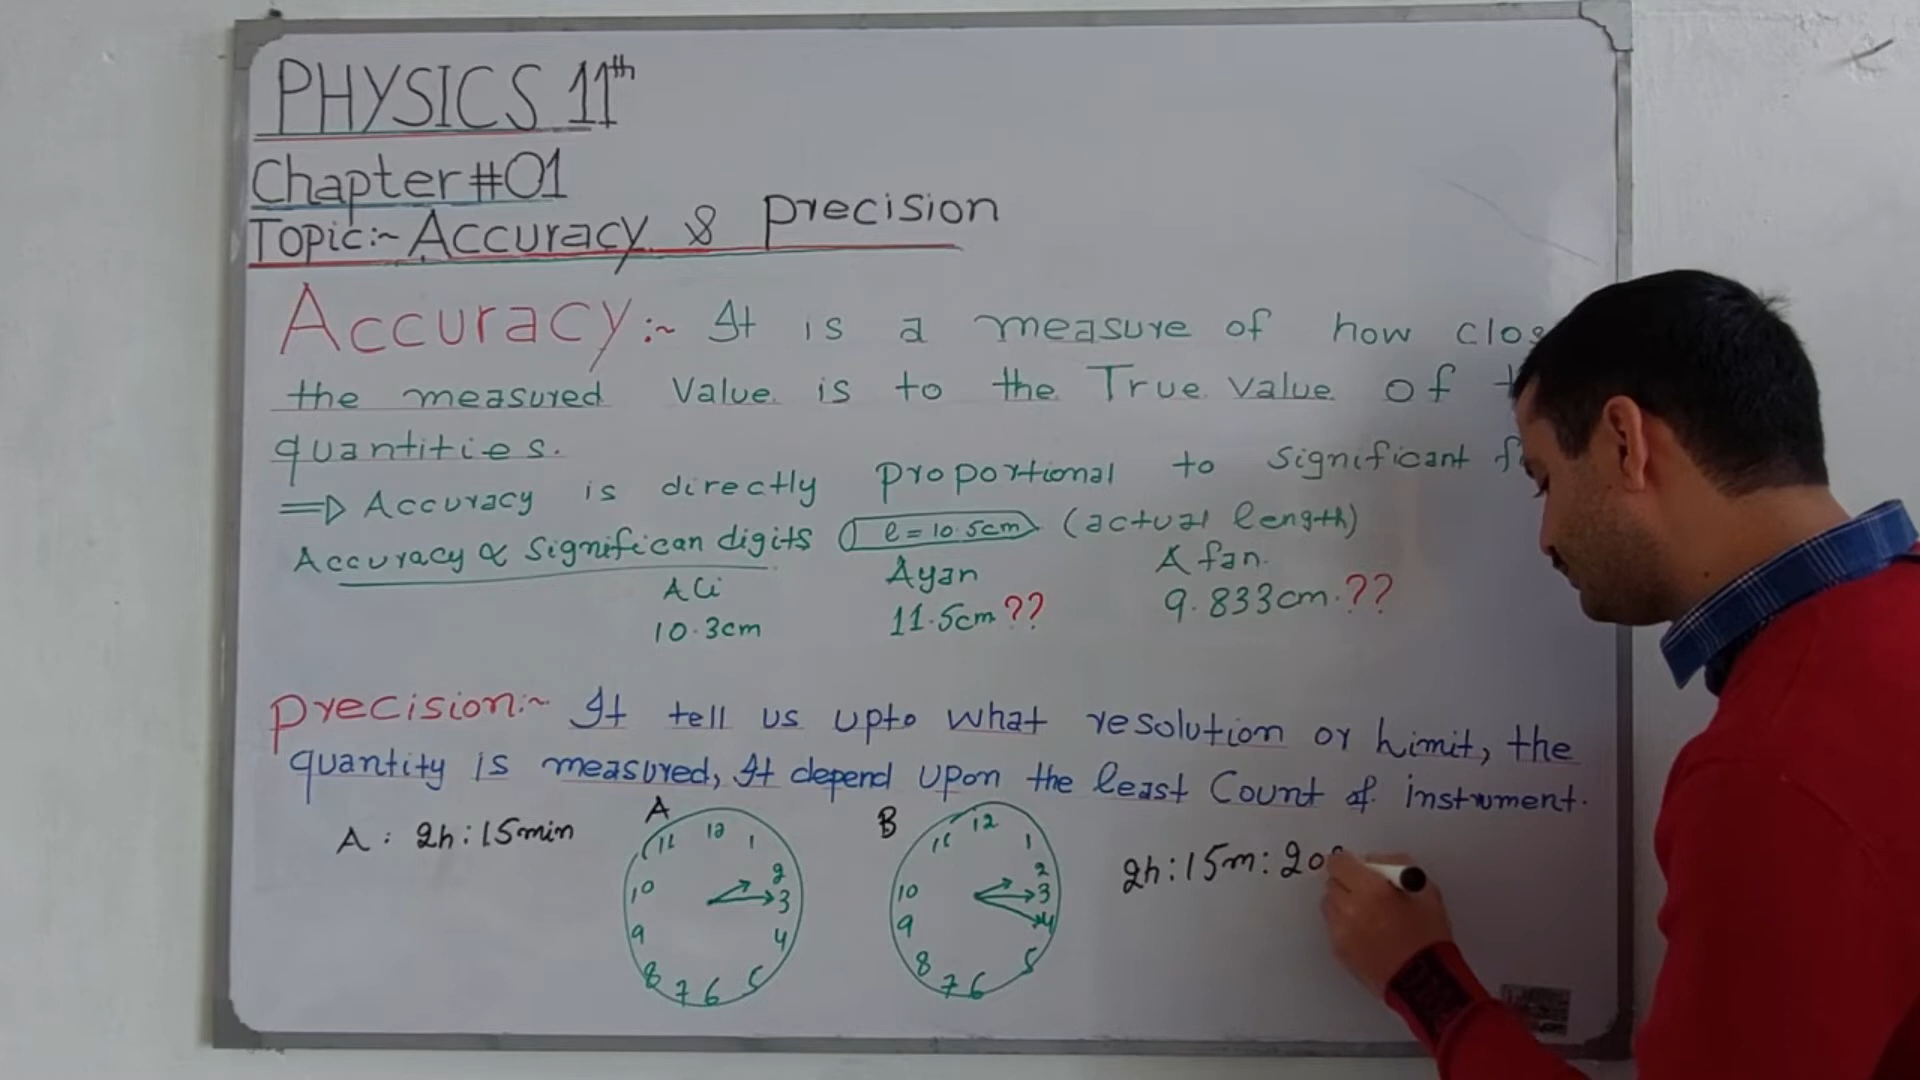 PHYSICS 11th
Chapter#01
Topic:~ Accuracy & precision
Accuracy:~ It is a measure of how
the measured Value is to the True value of
quantities.
⇒ Accuracy is directly proportional to significant
Accuracy ∝ significan digits l = 10.5cm (actual length)
Ali Ayan Afan.
10.3cm 11.5cm ?? 9.833cm. ??
precision:~ It tell us upto what resolution or limit, the
quantity is measured, It depend upon the least Count of instrument.
A : 2h : 15min
A
12 1 2 3 4 5 6 7 8 9 10 11
B
12 1 2 3 4 5 6 7 8 9 10 11
2h : 15m : 20